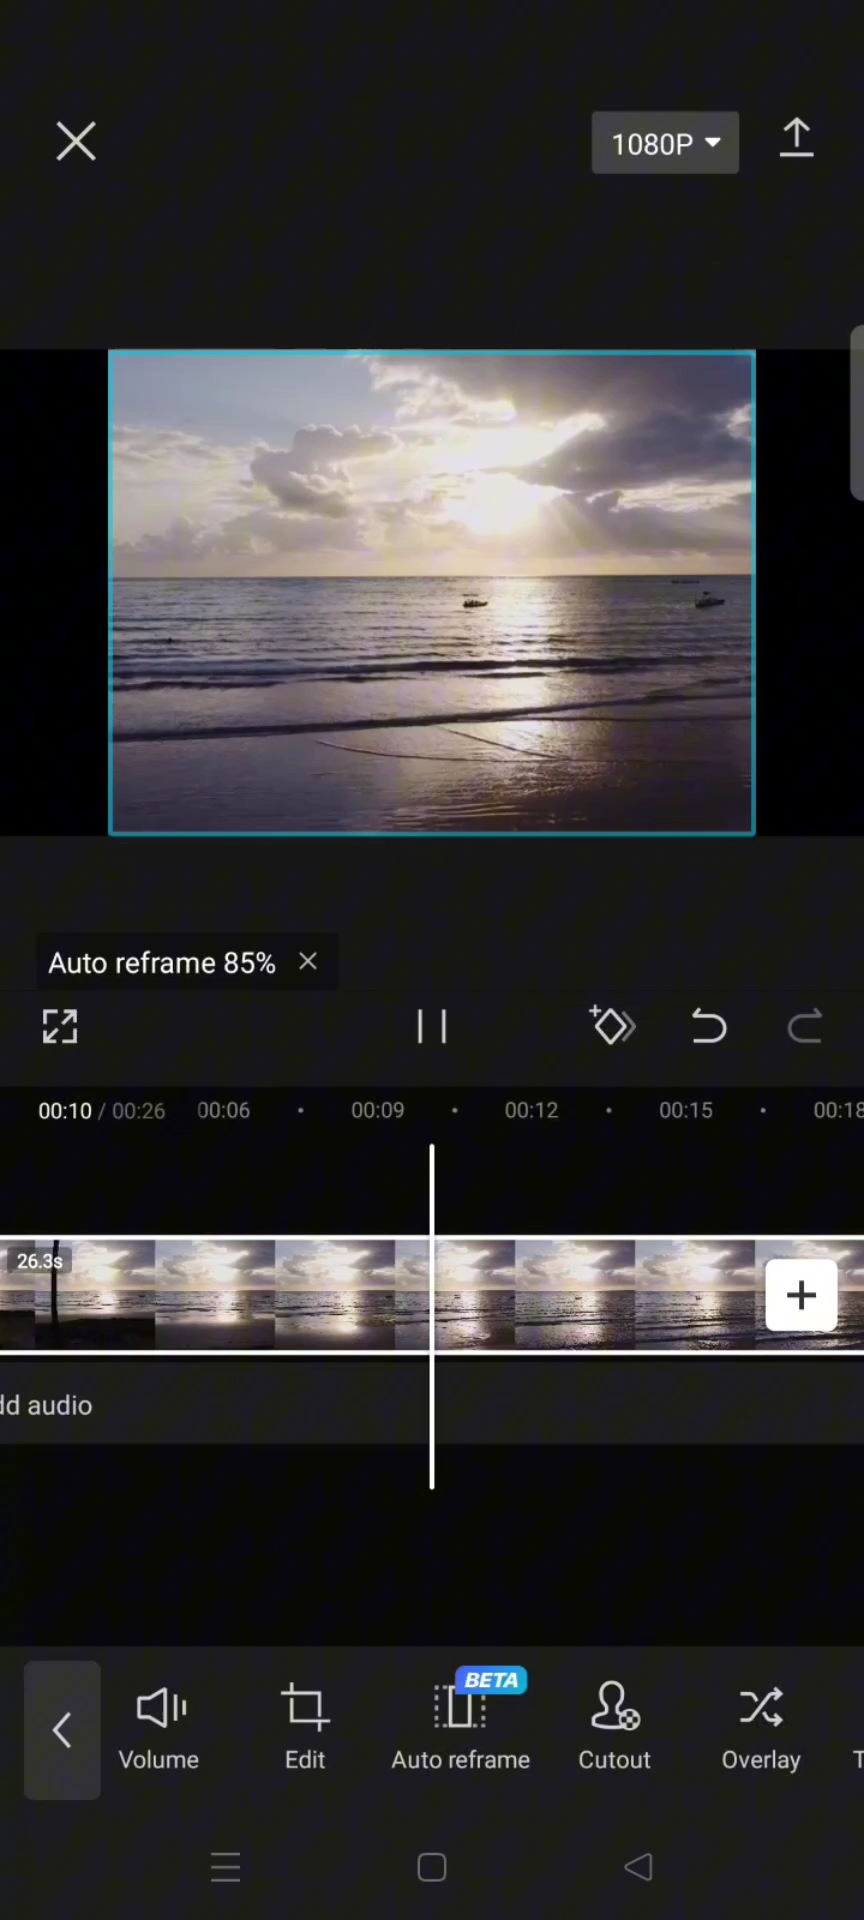 1080P
Auto reframe 85%
00:10 / 00:26 00:06 00:09 00:12 00:15 00:18
26.3s
dd audio
BETA
Volume Edit Auto reframe Cutout Overlay T